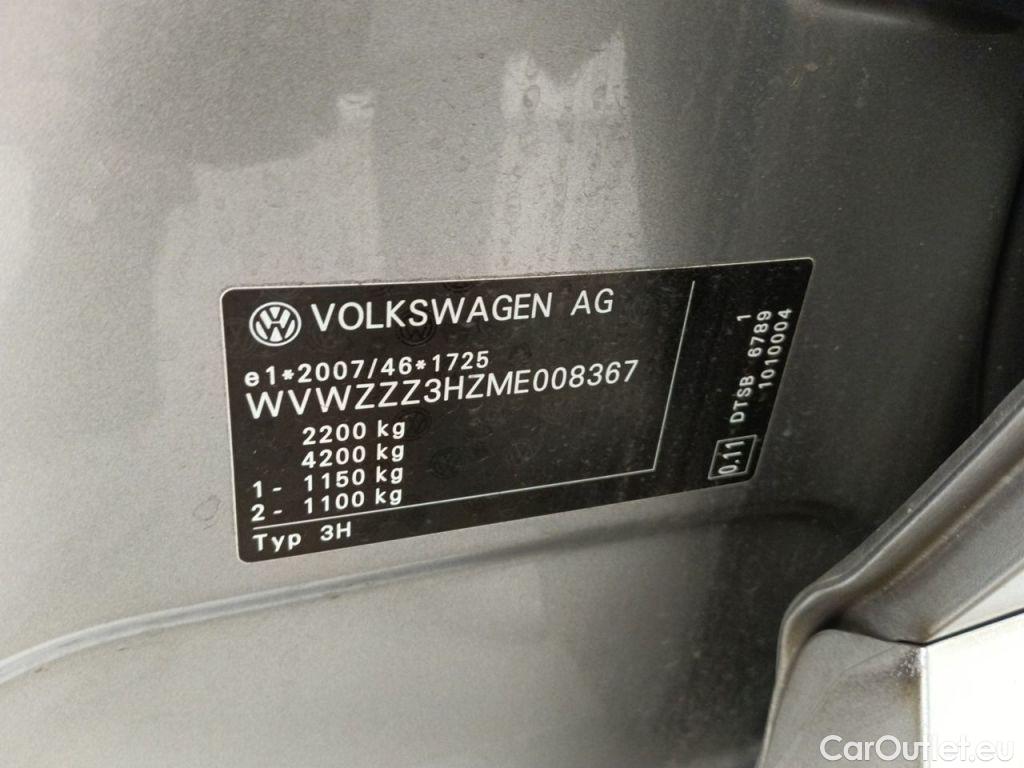 VOLKSWAGEN AG
e1*2007/46*1725
WVWZZZ3HZME008367
2200 kg
4200 kg
1- 1150 kg
2- 1100 kg
Typ 3H
0.11 DTSB 6789 1
1010004
CarOutlet.eu